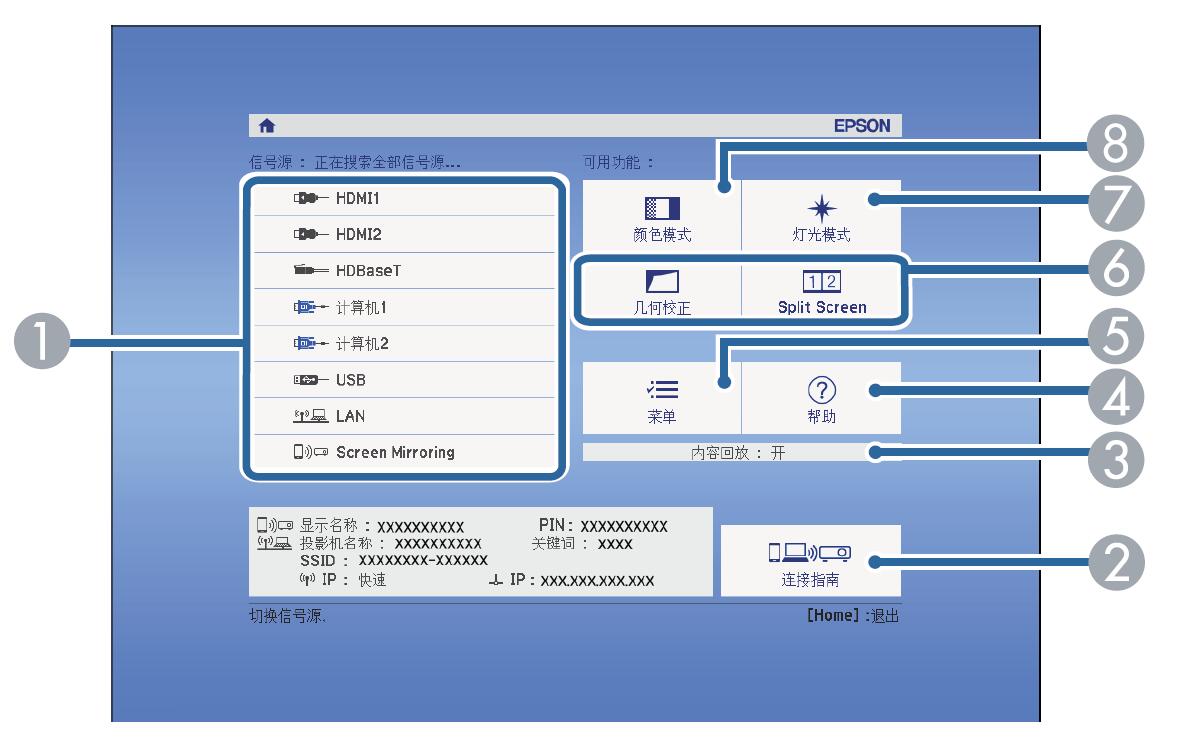 EPSON
信号源 : 正在搜索全部信号源...
HDMI1
HDMI2
HDBaseT
计算机1
计算机2
USB
LAN
Screen Mirroring
可用功能 :
颜色模式
灯光模式
几何校正
1 2
Split Screen
菜单
?
帮助
内容回放 : 开
显示名称 : XXXXXXXXXX PIN : XXXXXXXXXX
投影机名称 : XXXXXXXXXX 关键词 : XXXX
SSID : XXXXXXXX-XXXXXX
IP : 快速 IP : XXX.XXX.XXX.XXX
连接指南
切换信号源.
[Home] :退出
1
8
7
6
5
4
3
2